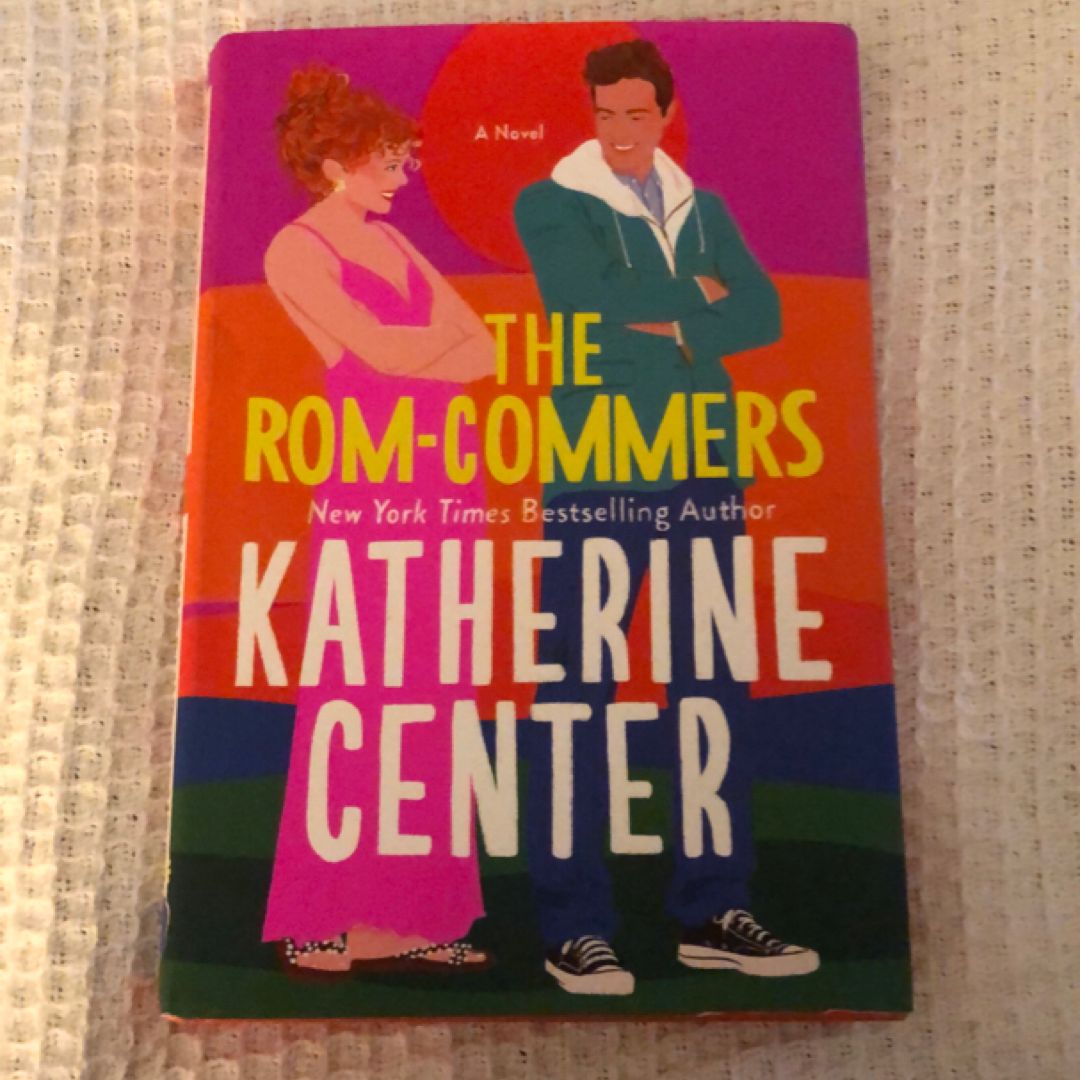 A Novel
THE
ROM-COMMERS
New York Times Bestselling Author
KATHERINE
CENTER